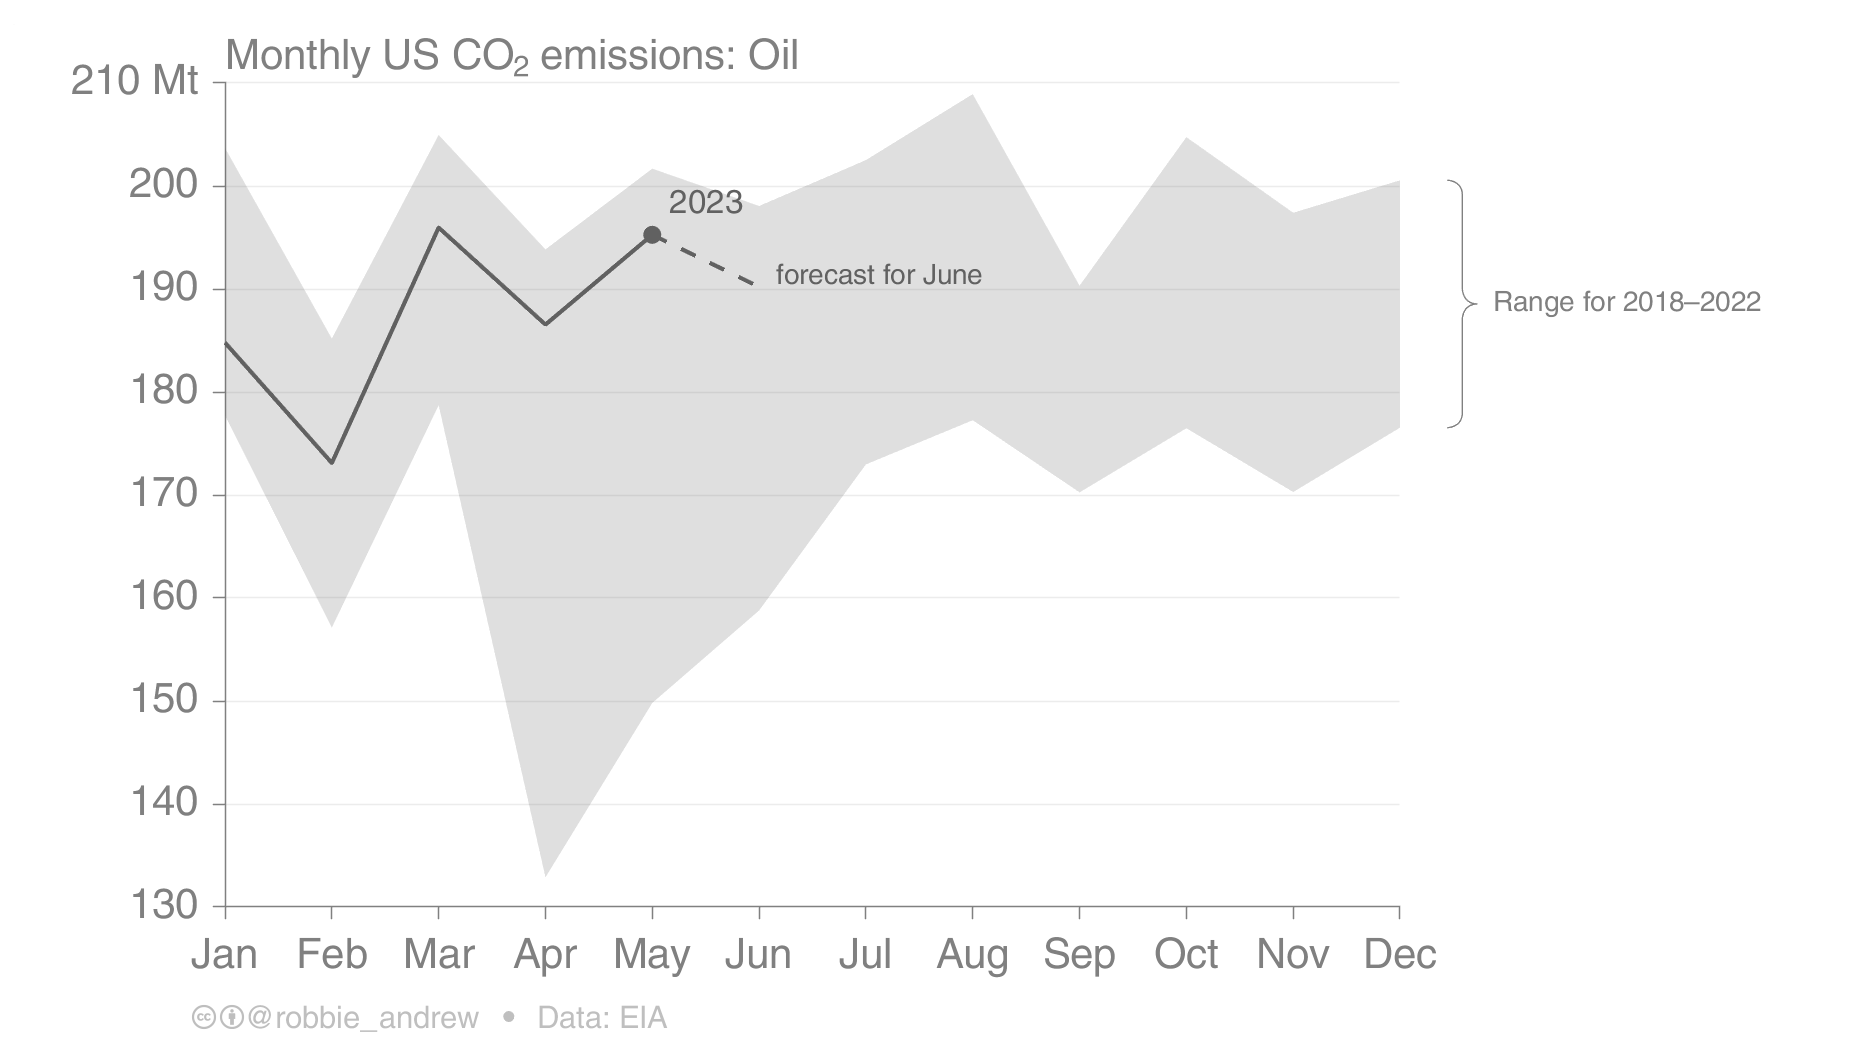 Monthly US CO₂ emissions: Oil
210 Mt
200
190
180
170
160
150
140
130
2023
forecast for June
Range for 2018–2022
Jan Feb Mar Apr May Jun Jul Aug Sep Oct Nov Dec
@robbie_andrew • Data: EIA